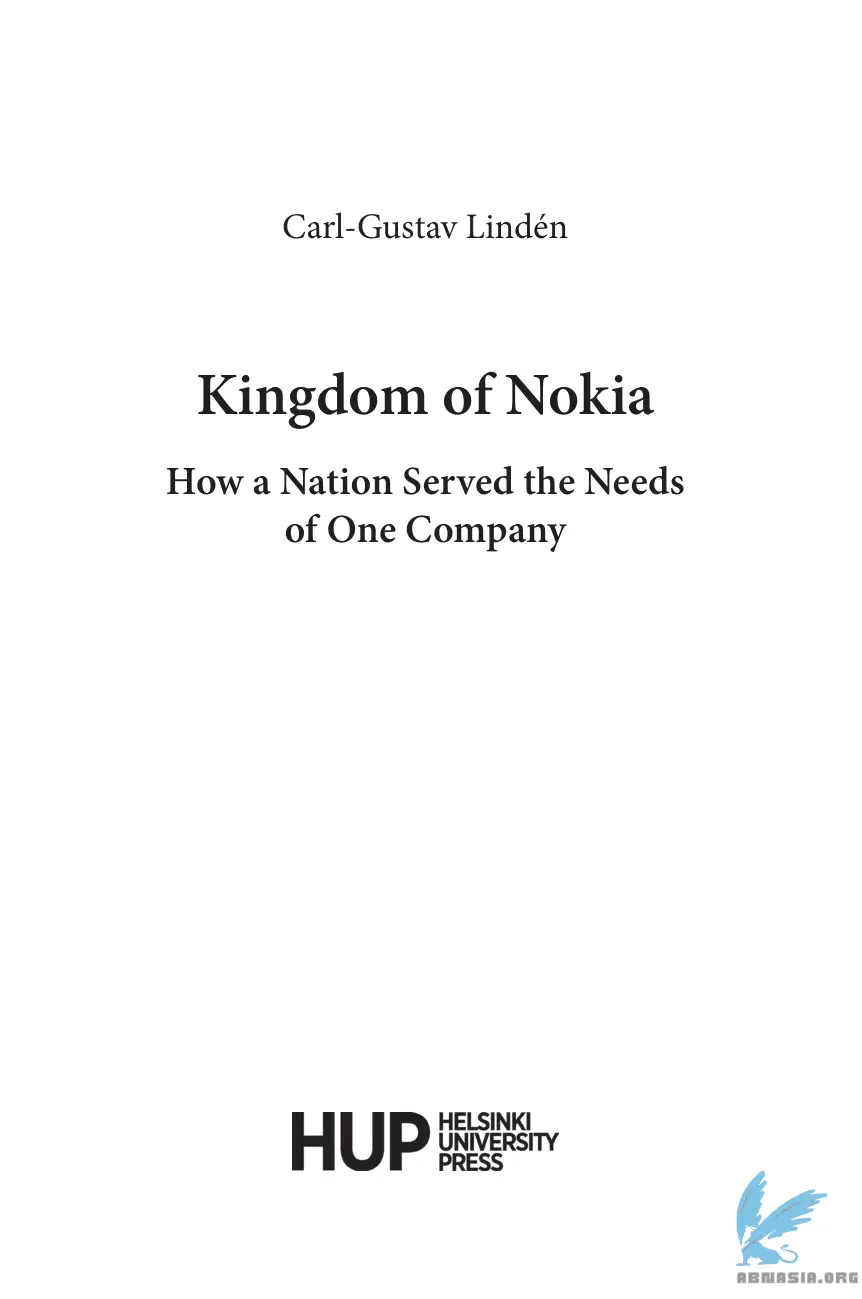 Carl-Gustav Lindén
Kingdom of Nokia
How a Nation Served the Needs
of One Company
HUP
HELSINKI
UNIVERSITY
PRESS
ABNASIA.ORG